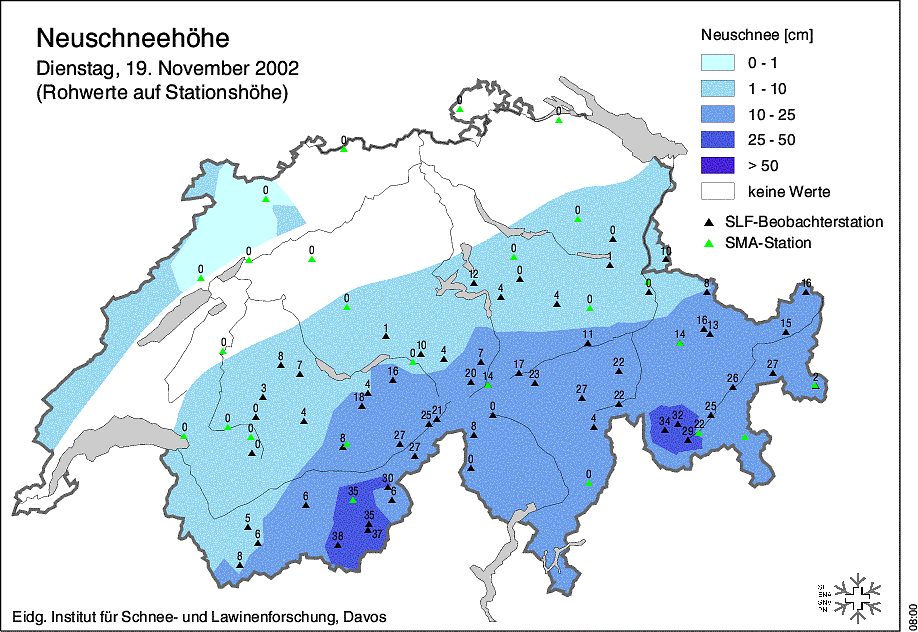 Neuschneehöhe
Dienstag, 19. November 2002
(Rohwerte auf Stationshöhe)
Neuschnee [cm]
0 - 1
1 - 10
10 - 25
25 - 50
> 50
keine Werte
SLF-Beobachterstation
SMA-Station
0
0
0
0
0
0
0 0 0
1 10
0
12 0
4 4 0 0 8 16
0
1 11 16 13 15
14
0 10 4 7
8 7 16 20 14 17 23 22 27
4 26 2
3 18 27 22
0 4 25 21 0 4 34 32 25
0 0 0 8 27 27 8 29 22
0 0
30
6 35 6
5 35
6 38 37
8
Eidg. Institut für Schnee- und Lawinenforschung, Davos
08:00